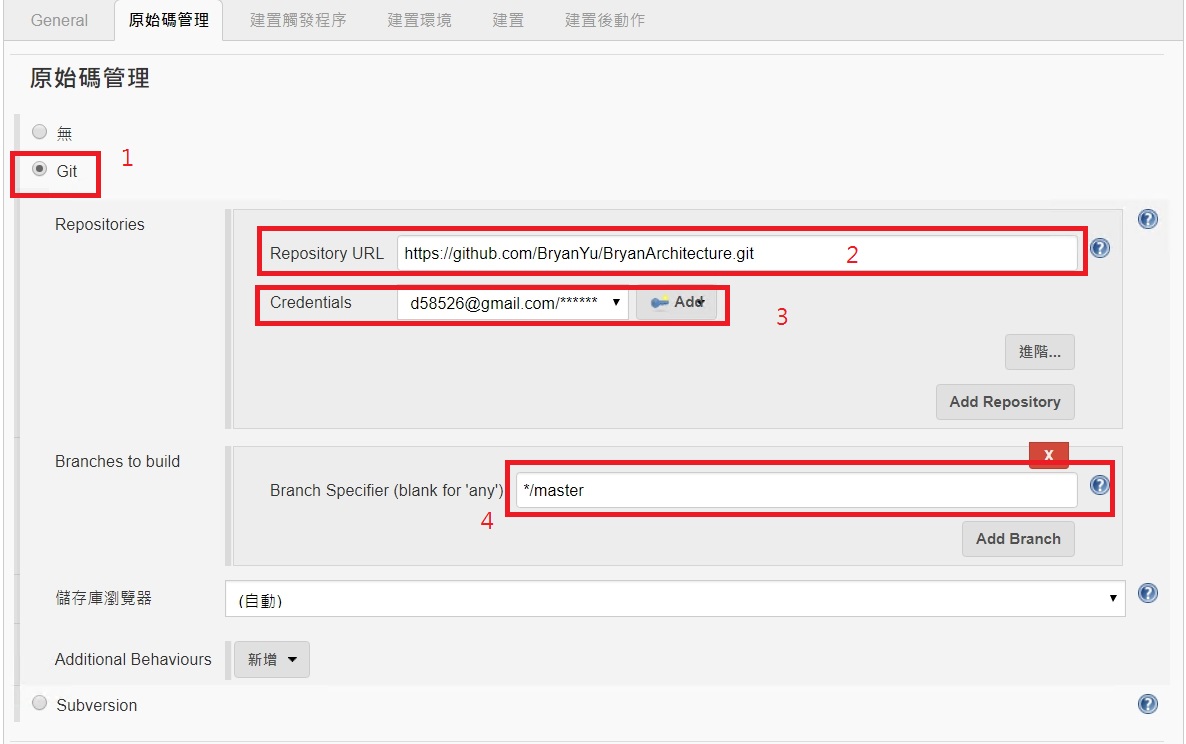 General 原始碼管理 建置觸發程序 建置環境 建置 建置後動作
原始碼管理
無
1
Git
Repositories
Repository URL https://github.com/BryanYu/BryanArchitecture.git 2
Credentials d58526@gmail.com/****** Add
3
進階...
Add Repository
X
Branches to build
Branch Specifier (blank for 'any') */master
4
Add Branch
儲存庫瀏覽器 (自動)
Additional Behaviours 新增
Subversion